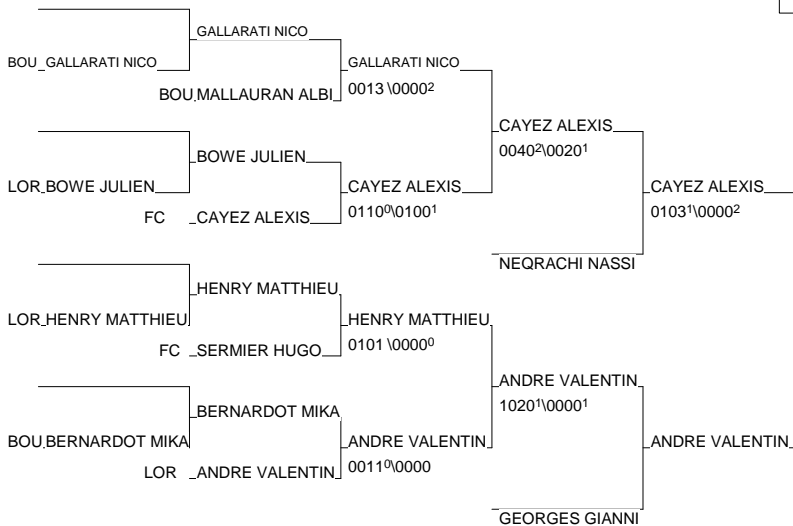 GALLARATI NICO
BOU GALLARATI NICO
GALLARATI NICO
BOU MALLAURAN ALBI
0013 \0000²
CAYEZ ALEXIS
0040²\0020¹
BOWE JULIEN
LOR BOWE JULIEN
CAYEZ ALEXIS
CAYEZ ALEXIS
FC CAYEZ ALEXIS
0110⁰\0100¹
0103¹\0000²
NEQRACHI NASSI
HENRY MATTHIEU
LOR HENRY MATTHIEU
HENRY MATTHIEU
FC SERMIER HUGO
0101 \0000⁰
ANDRE VALENTIN
1020¹\0000¹
BERNARDOT MIKA
BOU BERNARDOT MIKA
ANDRE VALENTIN
ANDRE VALENTIN
LOR ANDRE VALENTIN
0011⁰\0000
GEORGES GIANNI